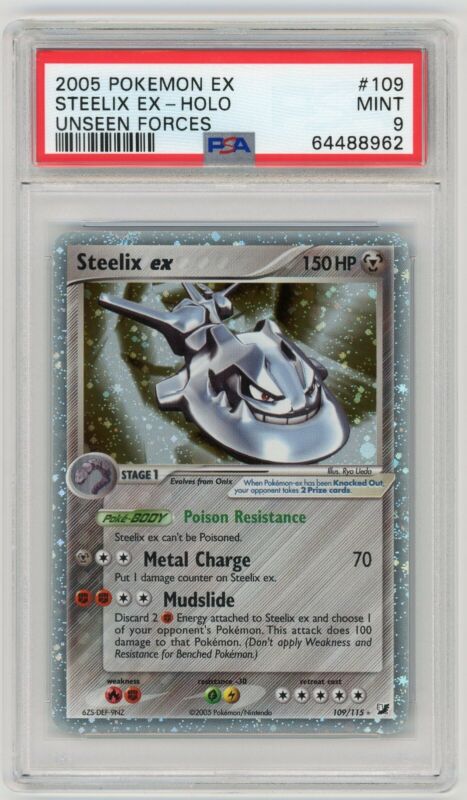 2005 POKEMON EX #109
STEELIX EX-HOLO MINT
UNSEEN FORCES 9
PSA 64488962
Steelix ex 150 HP
Illus. Ryo Ueda
STAGE 1 Evolves from Onix
When Pokémon-ex has been Knocked Out,
your opponent takes 2 Prize cards.
Poké-BODY Poison Resistance
Steelix ex can't be Poisoned.
Metal Charge 70
Put 1 damage counter on Steelix ex.
Mudslide
Discard 2 Energy attached to Steelix ex and choose 1
of your opponent's Pokémon. This attack does 100
damage to that Pokémon. (Don't apply Weakness and
Resistance for Benched Pokémon.)
weakness resistance -30 retreat cost
6ZS-DEF-9NZ ©2005 Pokémon/Nintendo 109/115